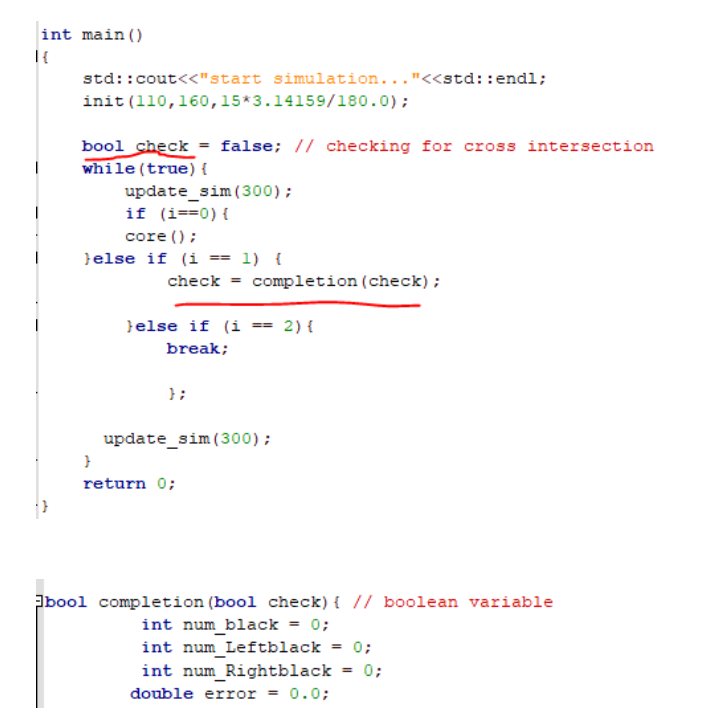 int main()
{
std::cout<<"start simulation..."<<std::endl;
init(110,160,15*3.14159/180.0);
bool check = false; // checking for cross intersection
while(true){
update_sim(300);
if (i==0){
core();
}else if (i == 1) {
check = completion(check);
}else if (i == 2){
break;
};
update_sim(300);
}
return 0;
}
bool completion(bool check){ // boolean variable
int num_black = 0;
int num_Leftblack = 0;
int num_Rightblack = 0;
double error = 0.0;